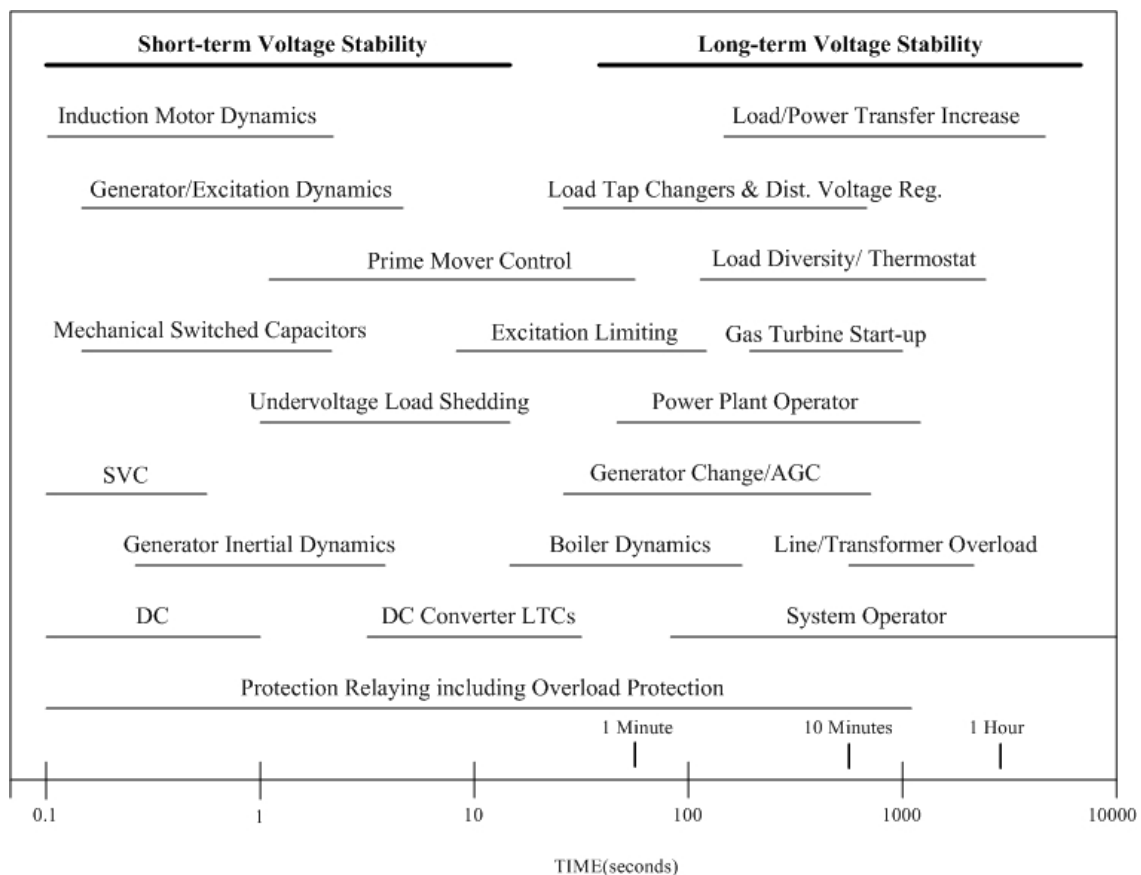 Short-term Voltage Stability
Long-term Voltage Stability
Induction Motor Dynamics
Load/Power Transfer Increase
Generator/Excitation Dynamics
Load Tap Changers & Dist. Voltage Reg.
Prime Mover Control
Load Diversity/ Thermostat
Mechanical Switched Capacitors
Excitation Limiting
Gas Turbine Start-up
Undervoltage Load Shedding
Power Plant Operator
SVC
Generator Change/AGC
Generator Inertial Dynamics
Boiler Dynamics
Line/Transformer Overload
DC
DC Converter LTCs
System Operator
Protection Relaying including Overload Protection
1 Minute
10 Minutes
1 Hour
0.1
1
10
100
1000
10000
TIME(seconds)